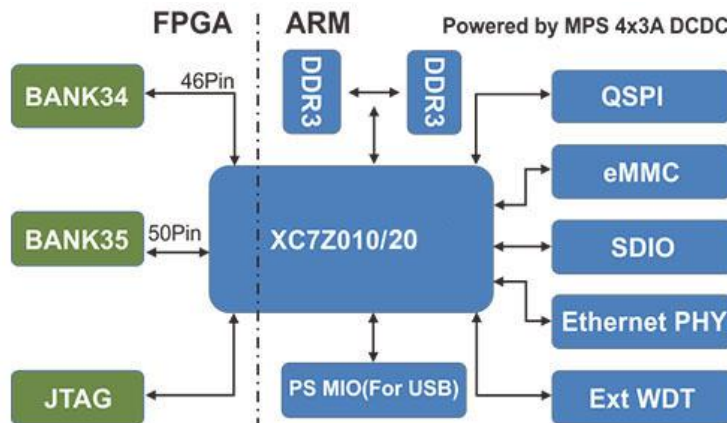 FPGA
ARM
Powered by MPS 4x3A DCDC
BANK34
46Pin
DDR3
DDR3
QSPI
eMMC
BANK35
50Pin
XC7Z010/20
SDIO
Ethernet PHY
JTAG
PS MIO(For USB)
Ext WDT